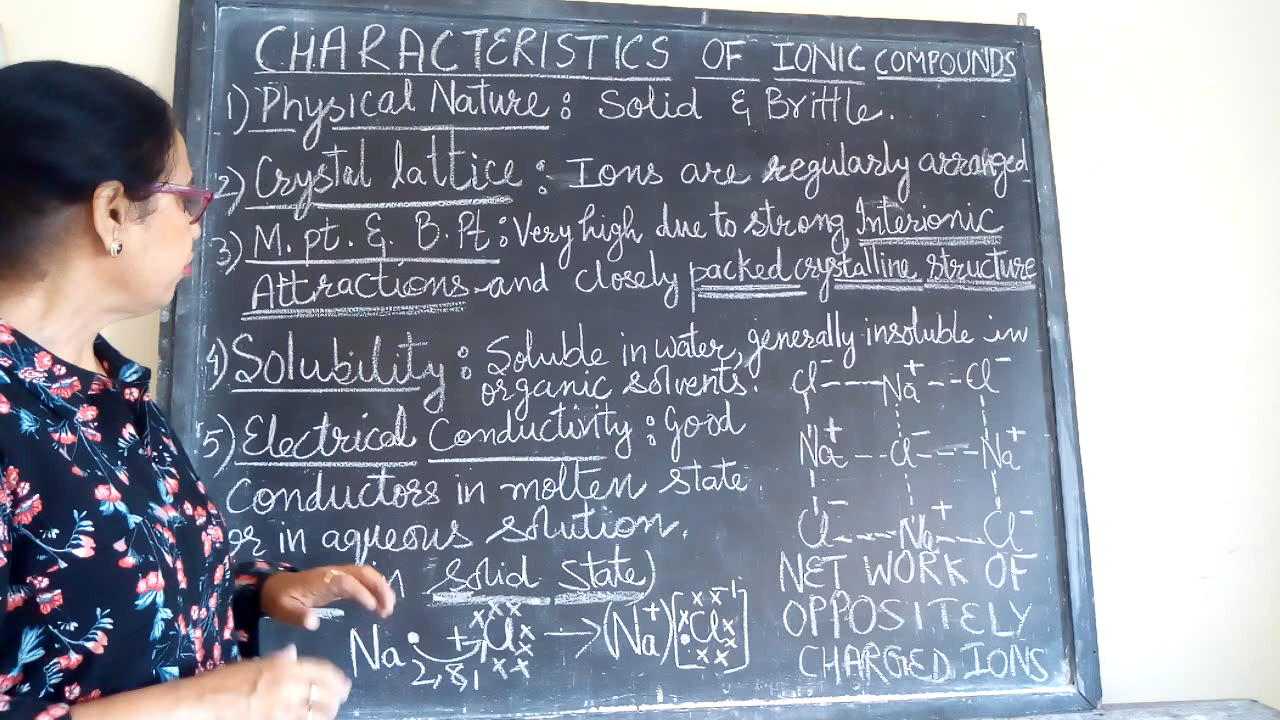 CHARACTERISTICS OF IONIC COMPOUNDS
1) Physical Nature: Solid & Brittle.
2) Crystal lattice: Ions are regularly arranged
3) M. pt. & B. Pt: Very high due to strong Interionic
Attractions and closely packed crystalline structure
4) Solubility: Soluble in water, generally insoluble in
organic solvents.
5) Electrical Conductivity: Good
Conductors in molten state
or in aqueous solution.
solid state)
Na• + Cl → (Na⁺) [Cl]⁻¹
2,8,1
Cl⁻ --- Na⁺ -- Cl⁻
Na⁺ -- Cl⁻ --- Na⁺
Cl⁻ --- Na⁺ -- Cl⁻
NET WORK OF
OPPOSITELY
CHARGED IONS